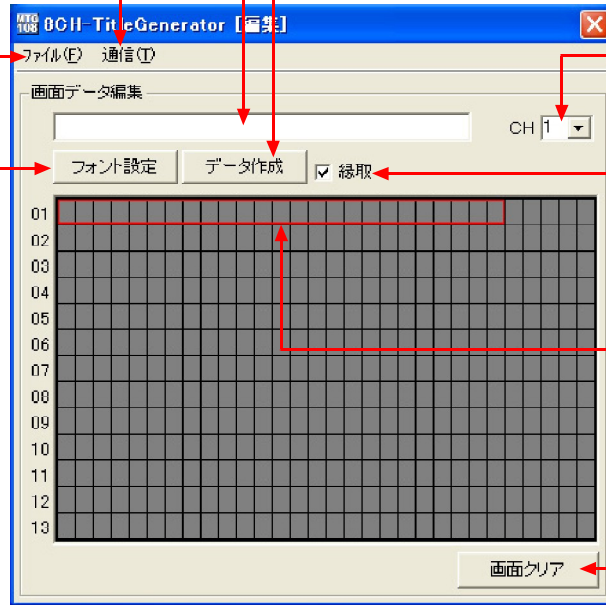 MTG 108 8CH-TitleGenerator [編集]
ファイル(F) 通信(T)
画面データ編集
CH 1
フォント設定 データ作成 縁取
01
02
03
04
05
06
07
08
09
10
11
12
13
画面クリア